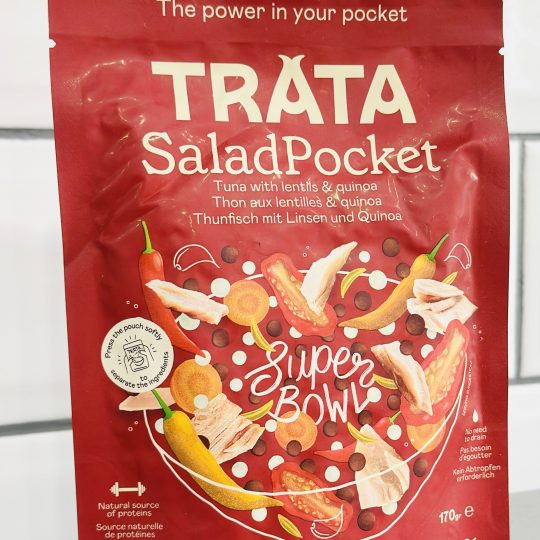 The power in your pocket
TRATA
SaladPocket
Tuna with lentils & quinoa
Thon aux lentilles & quinoa
Thunfisch mit Linsen und Quinoa
Super
BOWL
Press the pouch softly
to
separate the ingredients
No need
to drain
Pas besoin
d'égoutter
Kein Abtropfen
erforderlich
Natural source
of proteins
Source naturelle
de protéines
170gr e